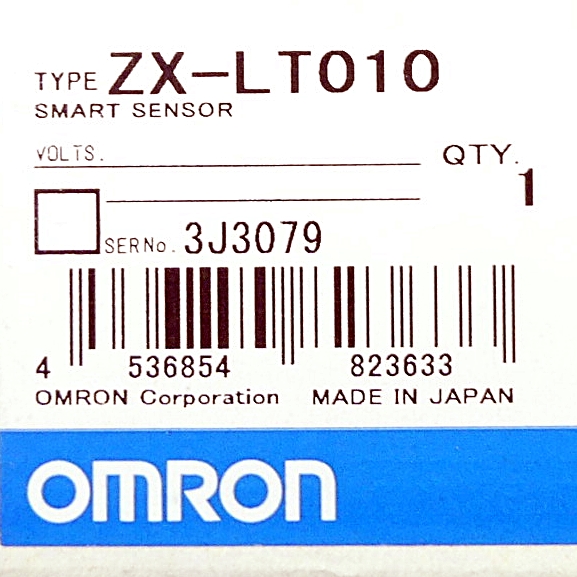 TYPE ZX-LT010
SMART SENSOR
VOLTS.
QTY.
1
SERNo. 3J3079
4 536854 823633
OMRON Corporation MADE IN JAPAN
OMRON